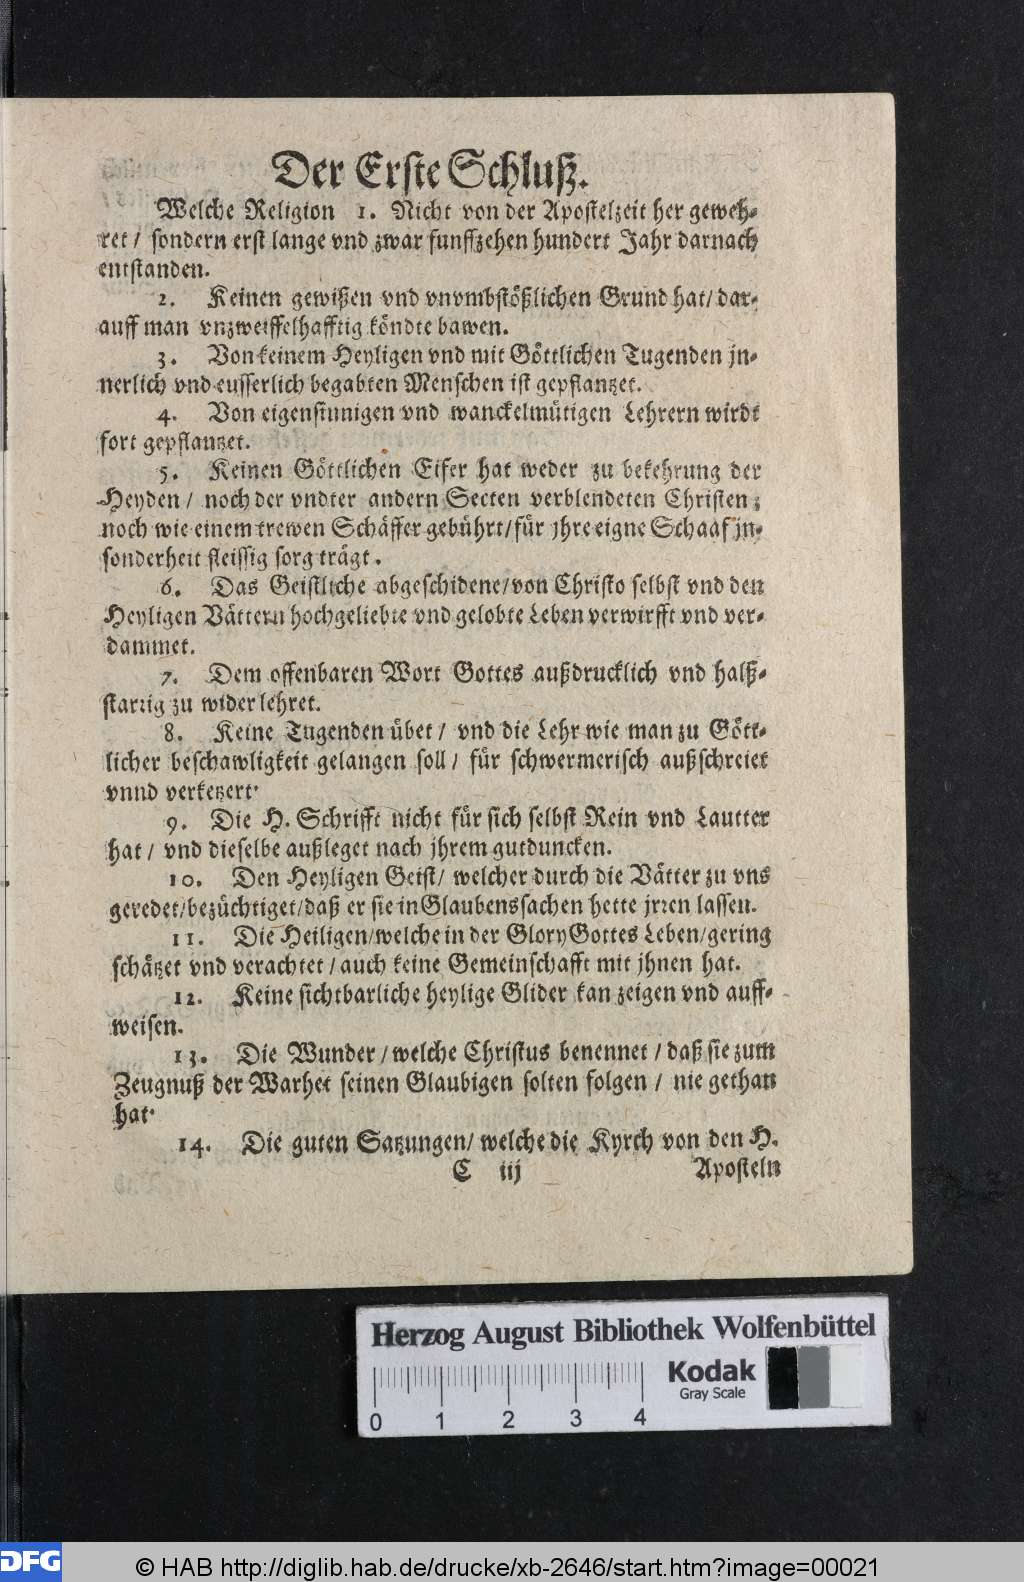 Der Erste Schluß.
Welche Religion 1. Nicht von der Apostelzeit her geweh-
ret / sondern erst lange vnd zwar funffzehen hundert Jahr darnach
entstanden.
2. Keinen gewißen vnd vnvmbstößlichen Grund hat / dar-
auff man vnzweiffelhafftig köndte bawen.
3. Von keinem Heyligen vnd mit Göttlichen Tugenden jn-
nerlich vnd eusserlich begabten Menschen ist gepflantzet.
4. Von eigensinnigen vnd wanckelmütigen Lehrern wirdt
fort gepflantzet.
5. Keinen Göttlichen Eifer hat weder zu bekehrung der
Heyden / noch der vndter andern Secten verblendeten Christen ;
noch wie einem trewen Schäffer gebührt / für jhre eigne Schaaf jn-
sonderheit fleissig sorg trägt.
6. Das Geistliche abgeschidene / von Christo selbst vnd den
Heyligen Vättern hochgeliebte vnd gelobte Leben verwirfft vnd ver-
dammet.
7. Dem offenbaren Wort Gottes außdrucklich vnd halß-
starrig zu wider lehret.
8. Keine Tugenden übet / vnd die Lehr wie man zu Gött-
licher beschawligkeit gelangen soll / für schwermerisch außschreiet
vnnd verketzert.
9. Die H. Schrifft nicht für sich selbst Rein vnd Lautter
hat / vnd dieselbe außleget nach jhrem gutduncken.
10. Den Heyligen Geist / welcher durch die Vätter zu vns
geredet / bezüchtiget / daß er sie in Glaubenssachen hette jrren lassen.
11. Die Heiligen / welche in der Glory Gottes Leben / gering
schätzet vnd verachtet / auch keine Gemeinschafft mit jhnen hat.
12. Keine sichtbarliche heylige Glider kan zeigen vnd auff-
weisen.
13. Die Wunder / welche Christus benennet / daß sie zum
Zeugnuß der Warhet seinen Glaubigen solten folgen / nie gethan
hat.
14. Die guten Satzungen / welche die Kyrch von den H.
C iij Aposteln
Herzog August Bibliothek Wolfenbüttel
Kodak
Gray Scale
0 1 2 3 4
DFG © HAB http://diglib.hab.de/drucke/xb-2646/start.htm?image=00021